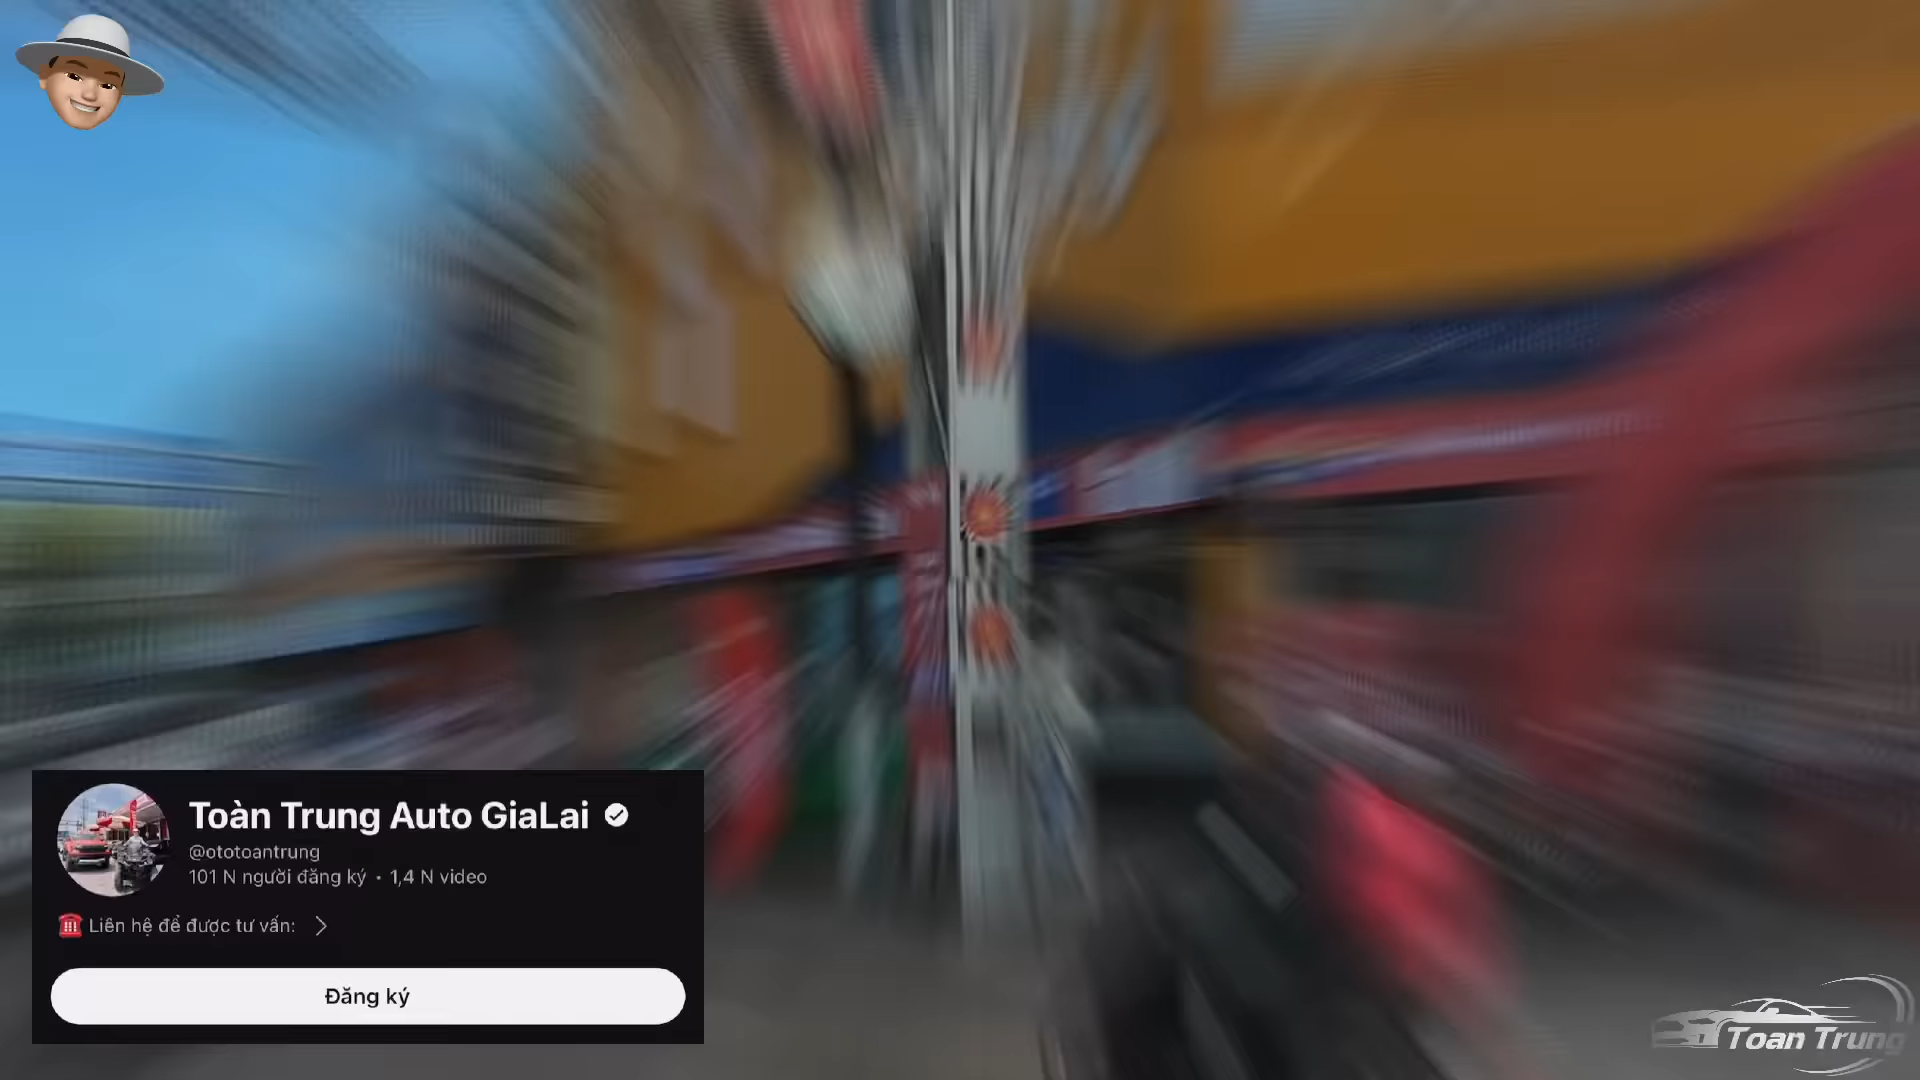 Toàn Trung Auto GiaLai
@ototoantrung
101 N người đăng ký • 1,4 N video
Liên hệ để được tư vấn:
Đăng ký
Toan Trung